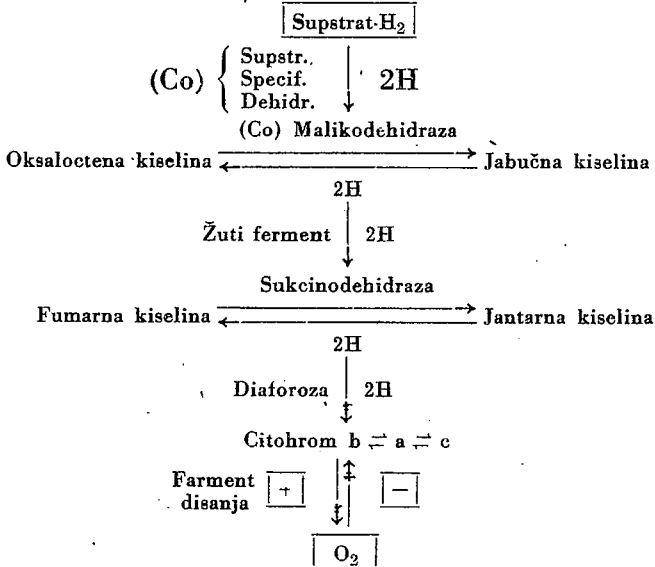 Supstrat-H₂
(Co) { Supstr.,
Specif.
Dehidr.
2H
(Co) Malikodehidraza
Oksaloctena kiselina
Jabučna kiselina
2H
Žuti ferment 2H
Sukcinodehidraza
Fumarna kiselina
Jantarna kiselina
2H
Diaforoza 2H
Citohrom b ⇌ a ⇌ c
Farment
disanja
+
−
O₂